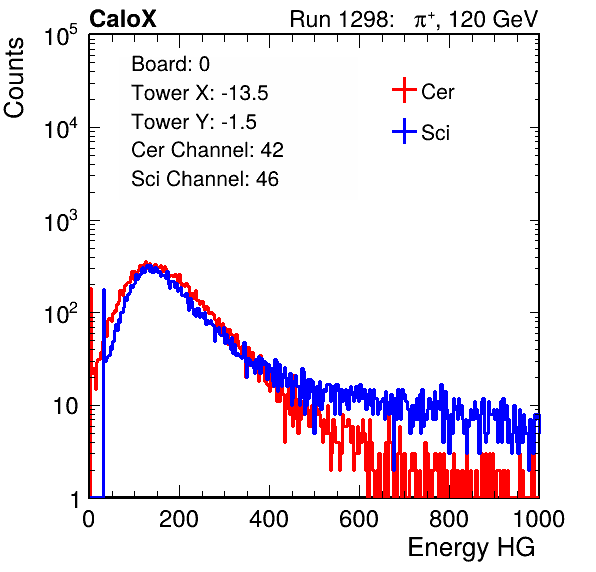 CaloX Run 1298: π⁺, 120 GeV
Counts
10⁵
10⁴
10³
10²
10
1
Board: 0
Tower X: -13.5
Tower Y: -1.5
Cer Channel: 42
Sci Channel: 46
Cer
Sci
0 200 400 600 800 1000
Energy HG